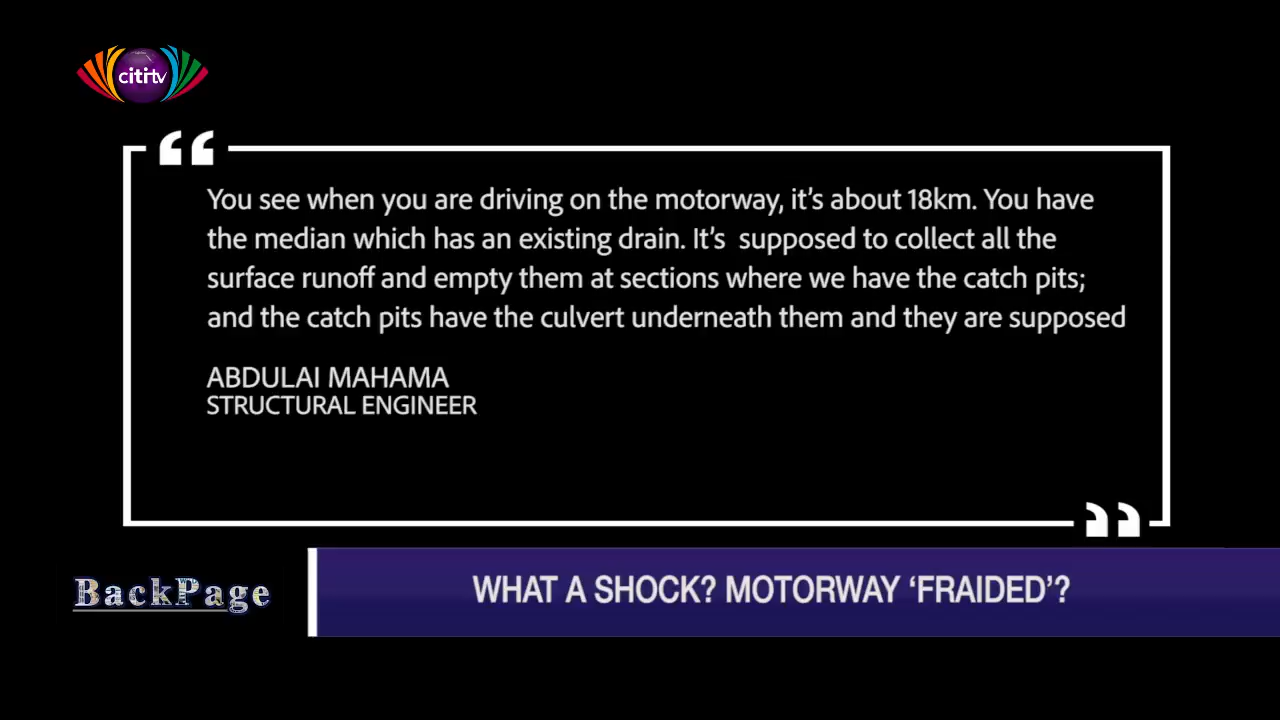 cititv
You see when you are driving on the motorway, it's about 18km. You have
the median which has an existing drain. It's  supposed to collect all the
surface runoff and empty them at sections where we have the catch pits;
and the catch pits have the culvert underneath them and they are supposed
ABDULAI MAHAMA
STRUCTURAL ENGINEER
BackPage
WHAT A SHOCK? MOTORWAY ‘FRAIDED’?